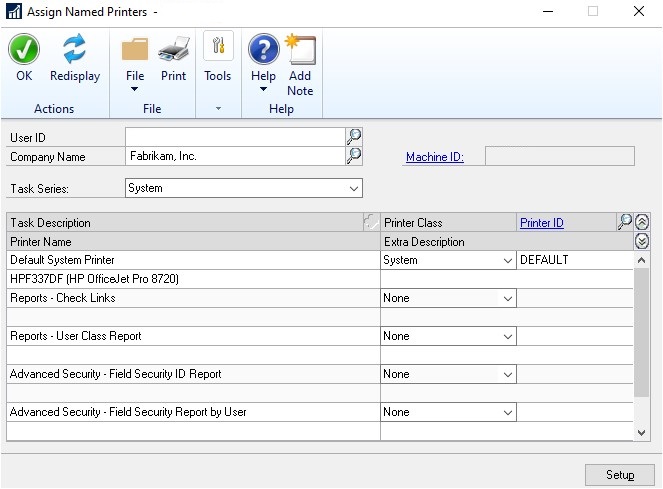 Assign Named Printers -
OK Redisplay File Print Tools Help Add Note
Actions File Help
User ID
Company Name Fabrikam, Inc. Machine ID:
Task Series: System
Task Description Printer Class Printer ID
Printer Name Extra Description
Default System Printer System DEFAULT
HPF337DF (HP OfficeJet Pro 8720)
Reports - Check Links None
Reports - User Class Report None
Advanced Security - Field Security ID Report None
Advanced Security - Field Security Report by User None
Setup